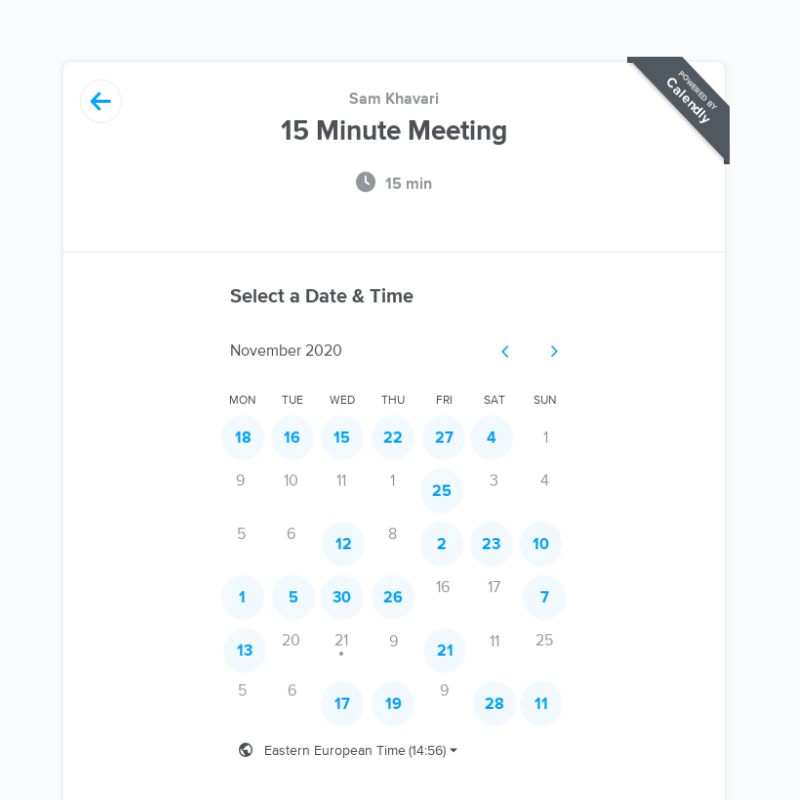 POWERED BY
Calendly
Sam Khavari
15 Minute Meeting
15 min
Select a Date & Time
November 2020
MON TUE WED THU FRI SAT SUN
18 16 15 22 27 4 1
9 10 11 1 25 3 4
5 6 12 8 2 23 10
1 5 30 26 16 17 7
13 20 21 9 21 11 25
5 6 17 19 9 28 11
Eastern European Time (14:56)